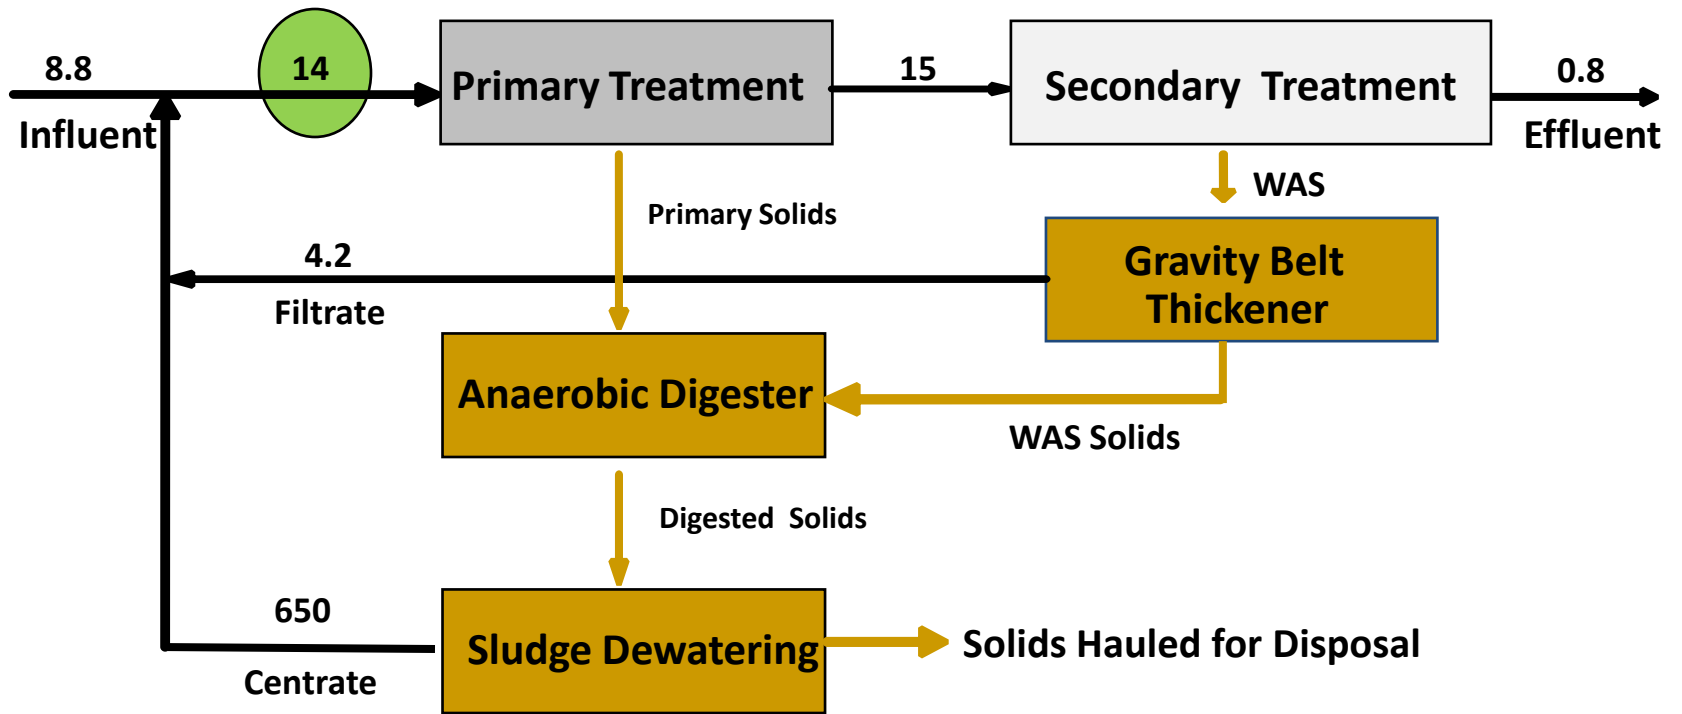 8.8
14
Primary Treatment
15
Secondary Treatment
0.8
Influent
Effluent
WAS
Primary Solids
4.2
Filtrate
Gravity Belt
Thickener
Anaerobic Digester
WAS Solids
Digested Solids
650
Centrate
Sludge Dewatering
Solids Hauled for Disposal